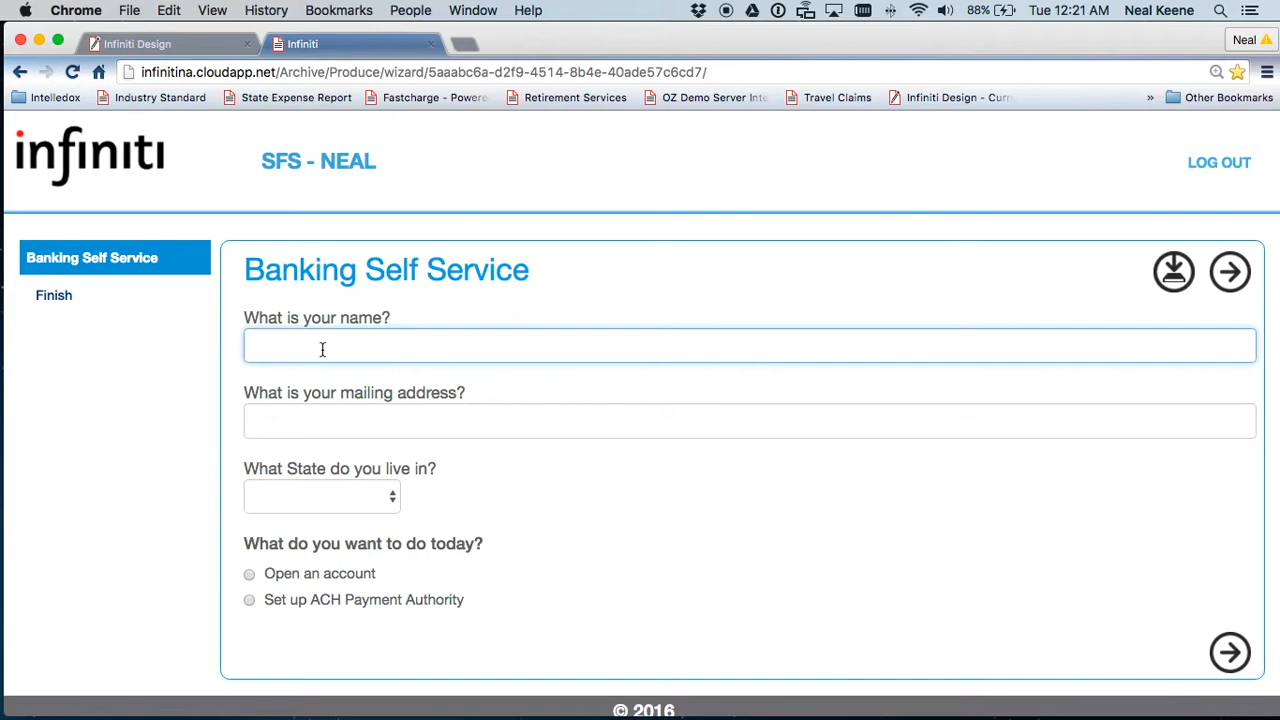 Chrome File Edit View History Bookmarks People Window Help 88% Tue 12:21 AM Neal Keene
Infiniti Design Infiniti Neal
infinitina.cloudapp.net/Archive/Produce/wizard/5aaabc6a-d2f9-4514-8b4e-40ade57c6cd7/
Intelledox Industry Standard State Expense Report Fastcharge - Powere Retirement Services OZ Demo Server Inte Travel Claims Infiniti Design - Curr » Other Bookmarks
infiniti SFS - NEAL LOG OUT
Banking Self Service
Finish
Banking Self Service
What is your name?
What is your mailing address?
What State do you live in?
What do you want to do today?
Open an account
Set up ACH Payment Authority
© 2016